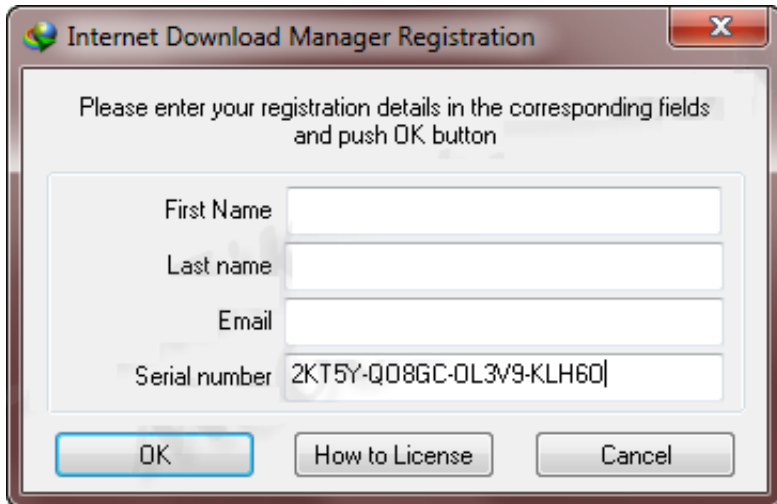 Internet Download Manager Registration
Please enter your registration details in the corresponding fields
and push OK button
First Name
Last name
Email
Serial number 2KT5Y-QO8GC-OL3V9-KLH6O
OK How to License Cancel